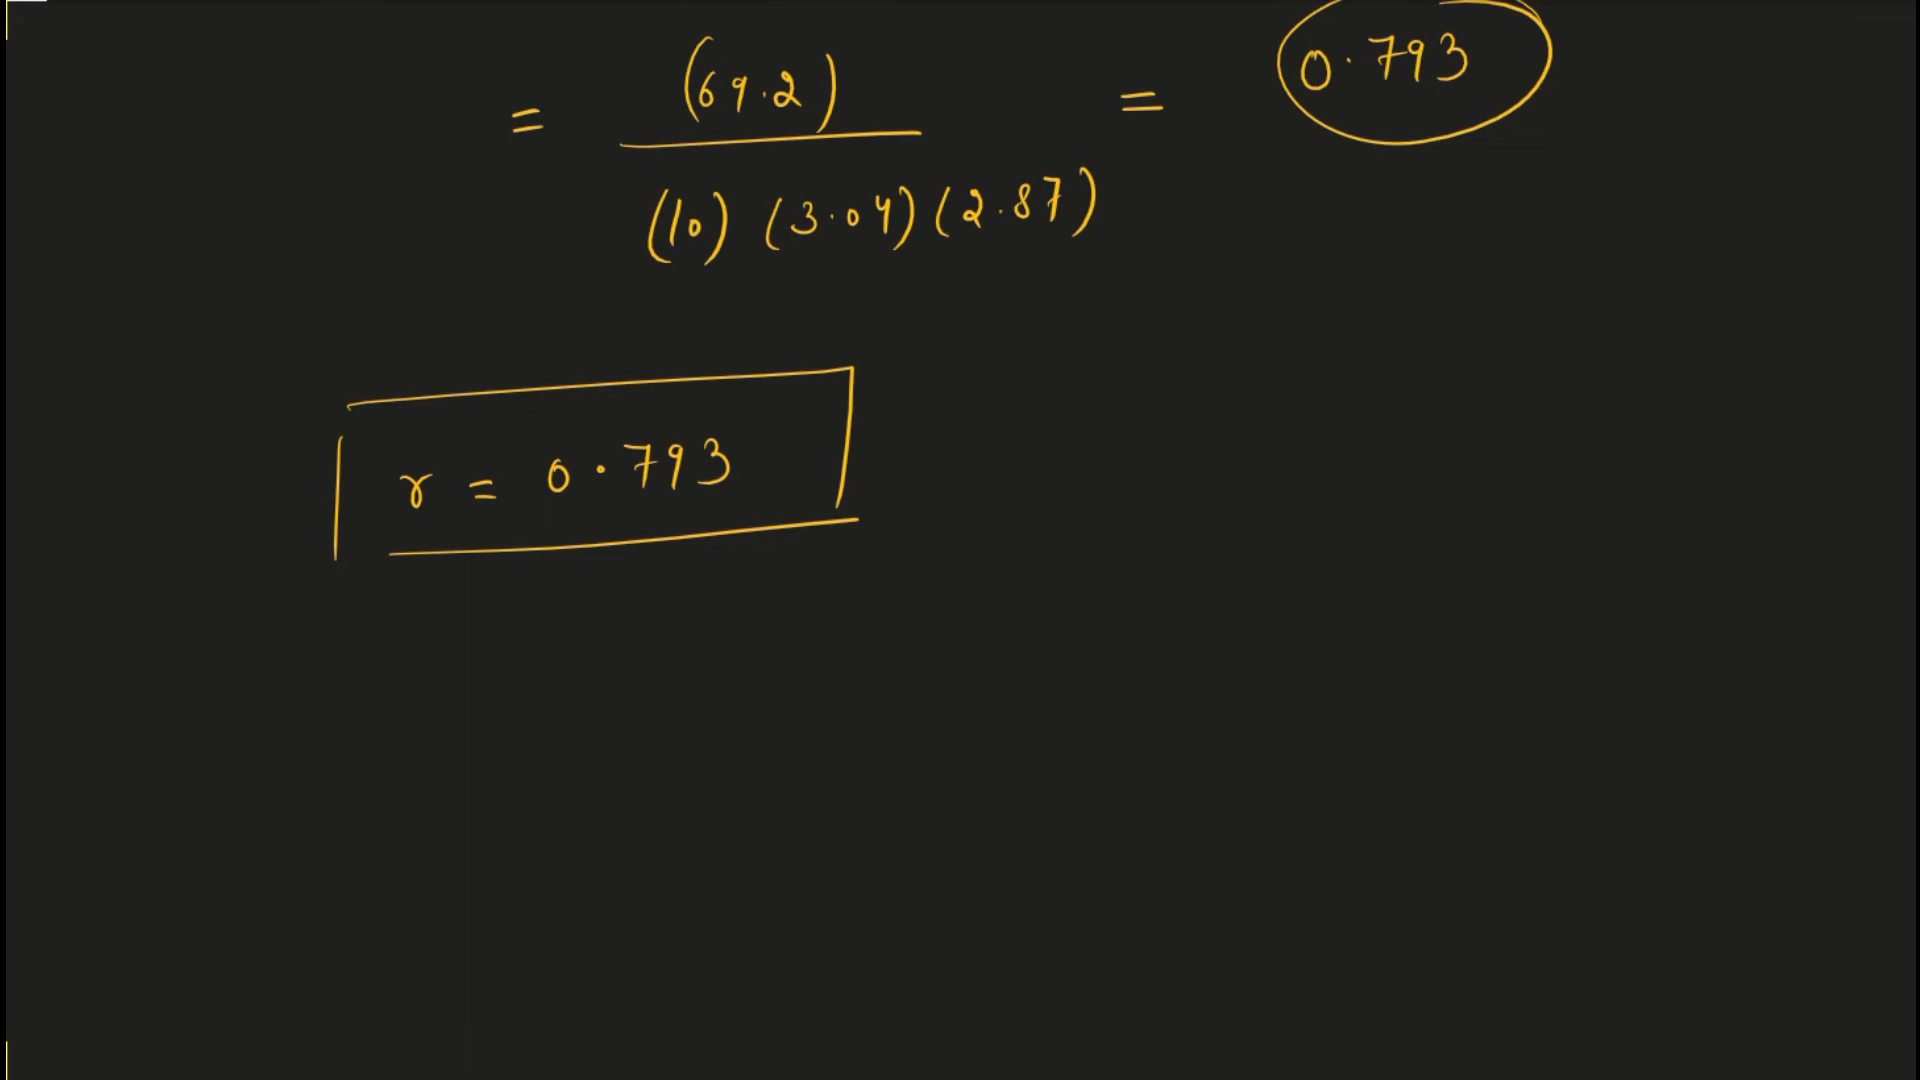 = (69.2) = 0.793
(10) (3.04) (2.87)
r = 0.793